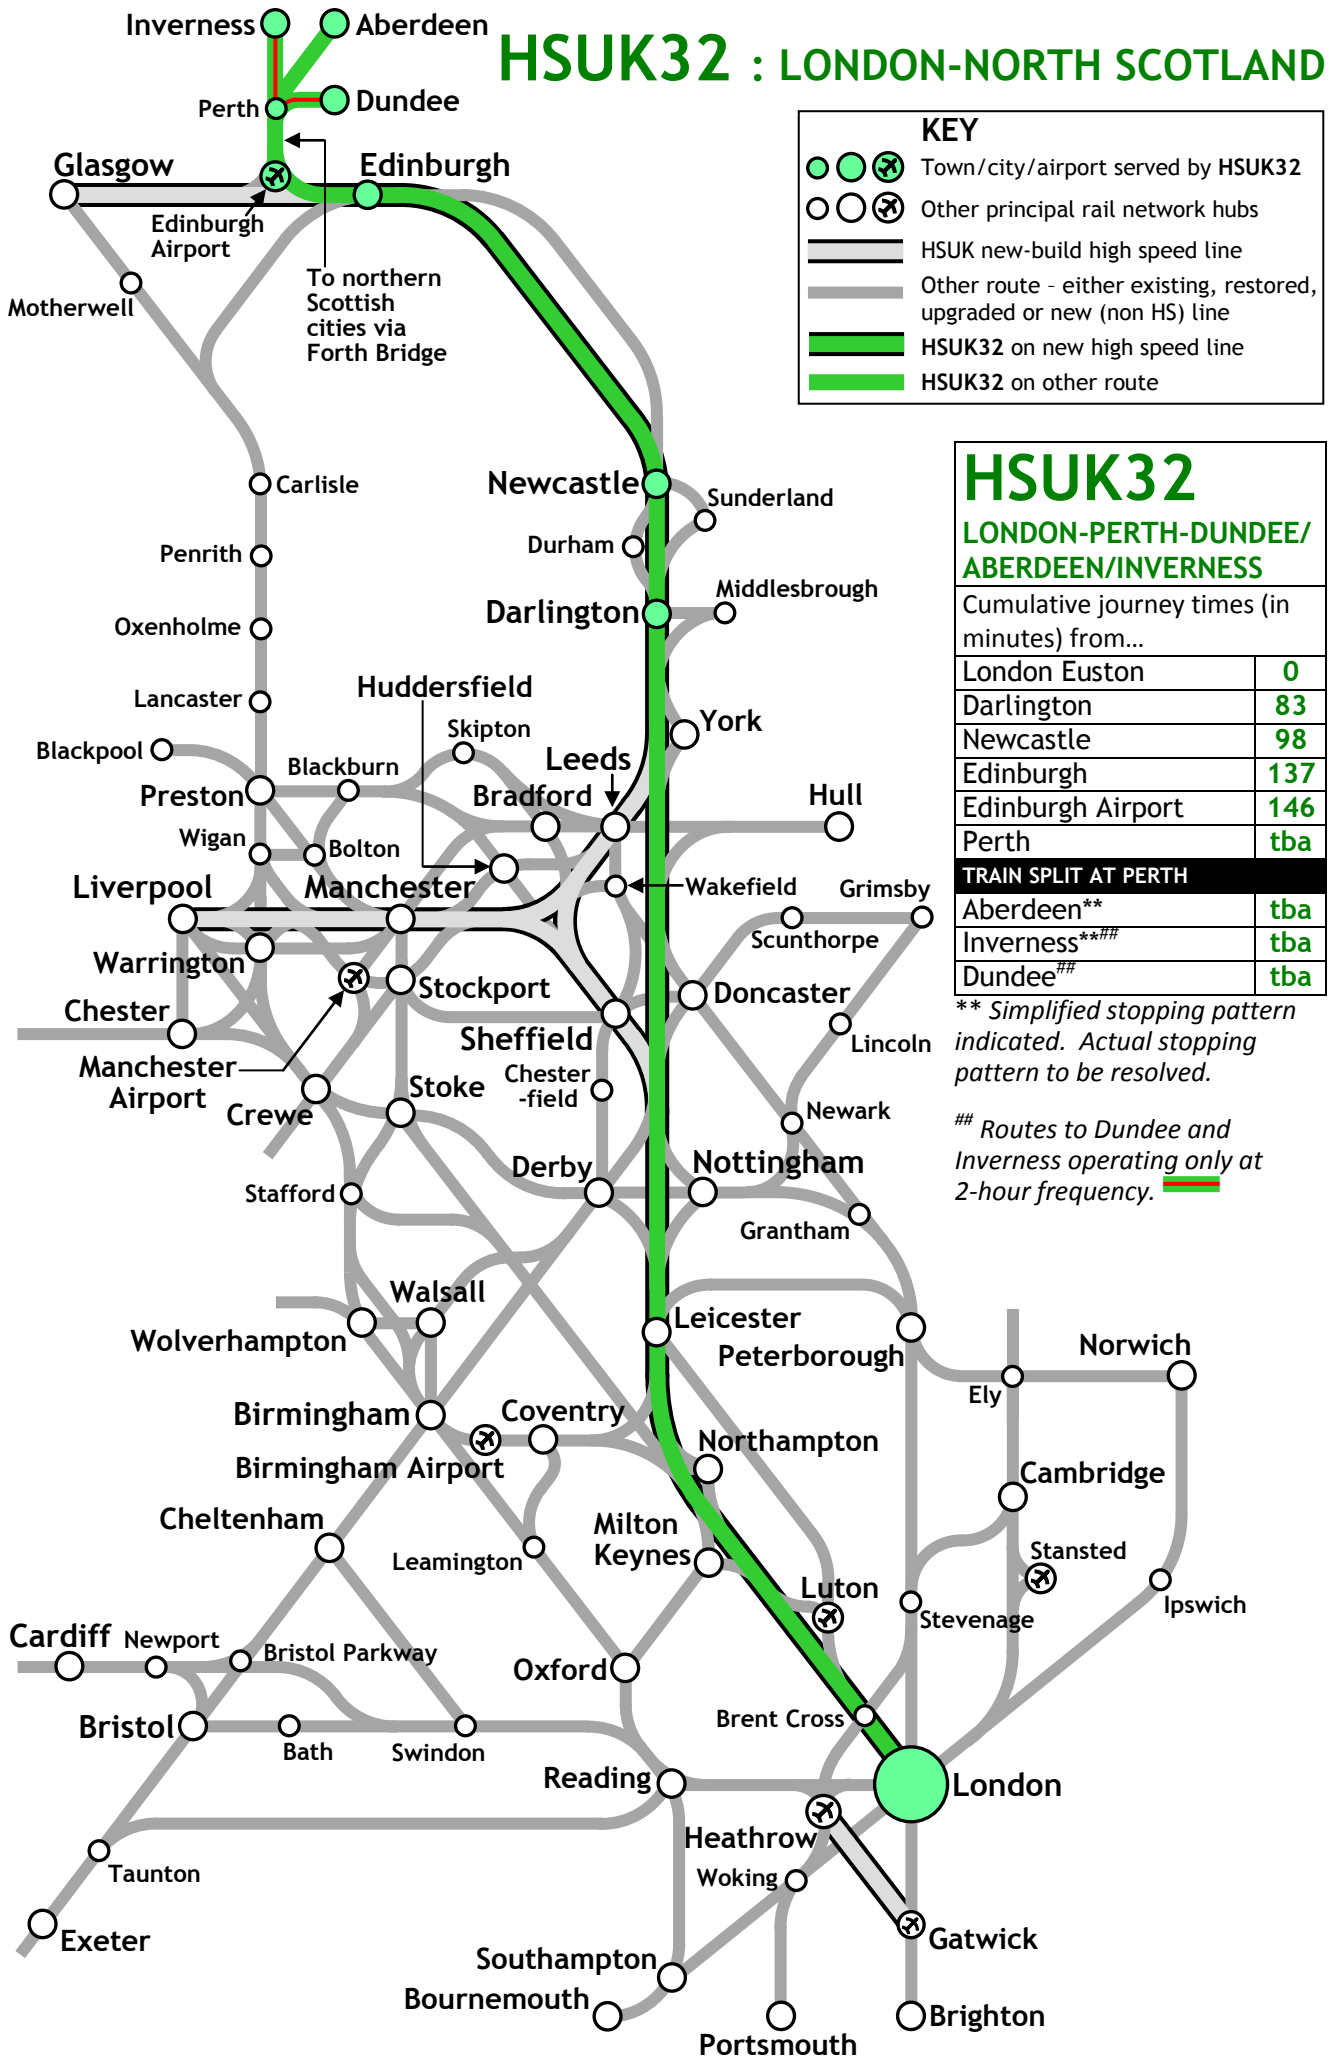 HSUK32 : LONDON-NORTH SCOTLAND
Inverness
Aberdeen
Perth
Dundee
Glasgow
Edinburgh
Edinburgh
Airport
To northern
Scottish
cities via
Forth Bridge
Motherwell
KEY
Town/city/airport served by HSUK32
Other principal rail network hubs
HSUK new-build high speed line
Other route - either existing, restored,
upgraded or new (non HS) line
HSUK32 on new high speed line
HSUK32 on other route
HSUK32
LONDON-PERTH-DUNDEE/
ABERDEEN/INVERNESS
Cumulative journey times (in
minutes) from…
London Euston 0
Darlington 83
Newcastle 98
Edinburgh 137
Edinburgh Airport 146
Perth tba
TRAIN SPLIT AT PERTH
Aberdeen** tba
Inverness**## tba
Dundee## tba
** Simplified stopping pattern
indicated. Actual stopping
pattern to be resolved.
## Routes to Dundee and
Inverness operating only at
2-hour frequency.
Carlisle
Newcastle
Sunderland
Durham
Penrith
Middlesbrough
Darlington
Oxenholme
Huddersfield
Lancaster
York
Skipton
Blackpool
Leeds
Blackburn
Preston
Bradford
Hull
Wigan
Bolton
Liverpool
Manchester
Wakefield
Grimsby
Scunthorpe
Warrington
Stockport
Doncaster
Chester
Sheffield
Lincoln
Manchester
Airport
Chester
-field
Stoke
Crewe
Newark
Derby
Nottingham
Stafford
Grantham
Walsall
Leicester
Wolverhampton
Peterborough
Norwich
Ely
Birmingham
Coventry
Northampton
Birmingham Airport
Cambridge
Cheltenham
Milton
Keynes
Leamington
Stansted
Luton
Ipswich
Stevenage
Cardiff
Newport
Bristol Parkway
Oxford
Brent Cross
Bristol
Bath
Swindon
Reading
London
Heathrow
Woking
Taunton
Exeter
Gatwick
Southampton
Bournemouth
Brighton
Portsmouth